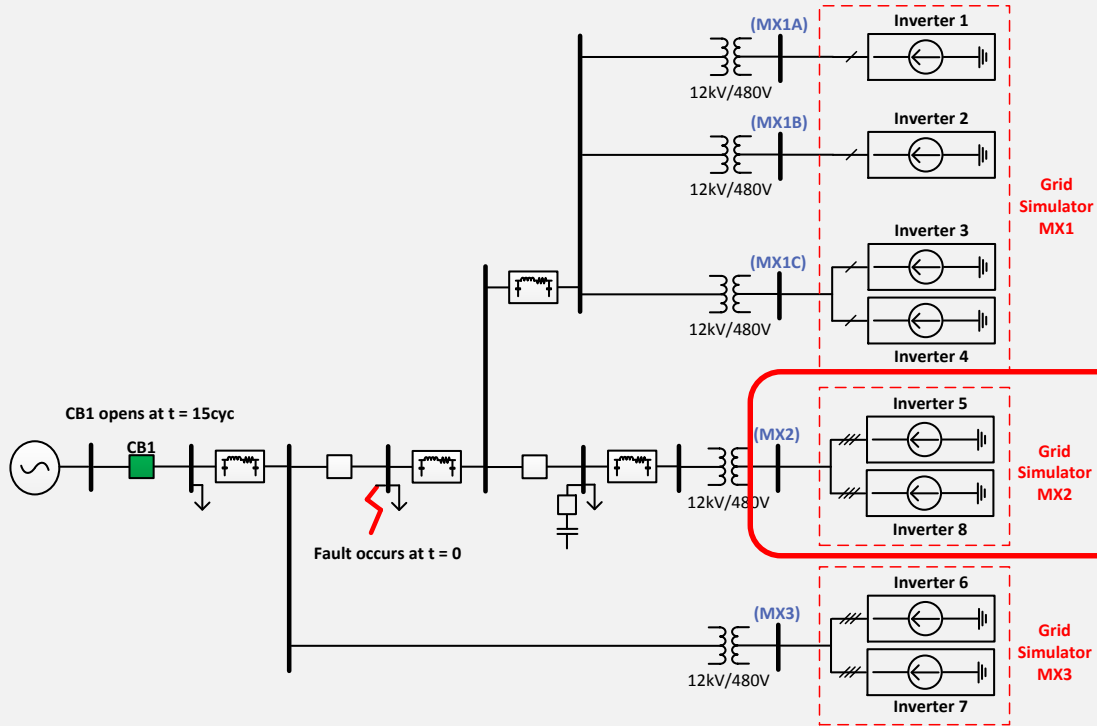 (MX1A)
Inverter 1
12kV/480V
(MX1B)
Inverter 2
12kV/480V
Grid
Simulator
MX1
(MX1C)
Inverter 3
12kV/480V
Inverter 4
CB1 opens at t = 15cyc
CB1
(MX2)
Inverter 5
12kV/480V
Grid
Simulator
MX2
Inverter 8
Fault occurs at t = 0
(MX3)
Inverter 6
12kV/480V
Grid
Simulator
MX3
Inverter 7